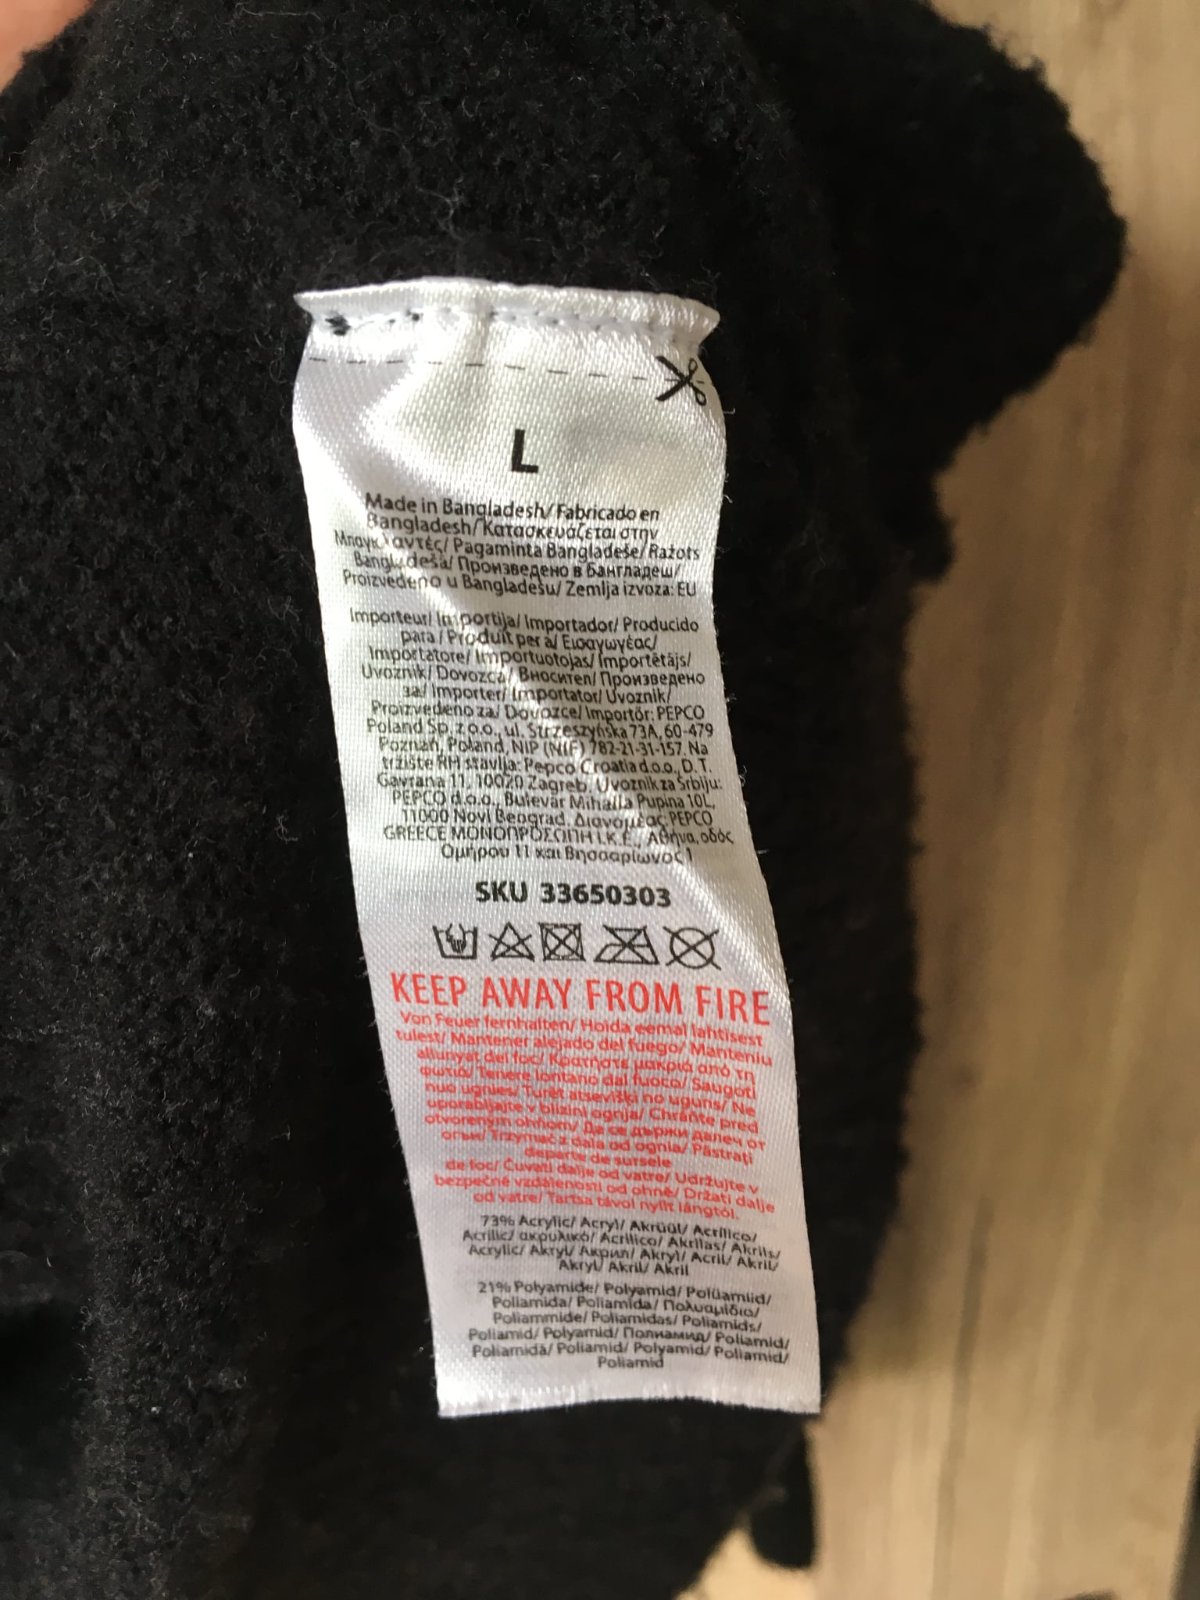 L
Made in Bangladesh/ Fabricado en
Bangladesh/ Κατασκευάζεται στην
Μπαγκλαντές/ Pagaminta Bangladeše/ Ražots
Bangladešā/ Произведено в Бангладеш/
Proizvedeno u Bangladešu/ Zemlja izvoza: EU
Importeur/ Importija/ Importador/ Producido
para / Produït per a/ Εισαγωγέας/
Importatore/ Importuotojas/ Importētājs/
Uvoznik/ Dovozca/ Вносител/ Произведено
за/ Importer/ Importator/ Uvoznik/
Proizvedeno za/ Dovozce/ Importőr: PEPCO
Poland Sp. z o.o., ul. Strzeszyńska 73A, 60-479
Poznań, Poland, NIP (NIF) 782-21-31-157. Na
tržište RH stavlja: Pepco Croatia d.o.o., D. T.
Gavrana 11, 10020 Zagreb. Uvoznik za Srbiju:
PEPCO d.o.o., Bulevar Mihajla Pupina 10L,
11000 Novi Beograd. Διανομέας: PEPCO
GREECE ΜΟΝΟΠΡΟΣΩΠΗ Ι.Κ.Ε., Αθήνα, οδός
Ομήρου 11 και Βησσαρίωνος 1
SKU 33650303
KEEP AWAY FROM FIRE
Von Feuer fernhalten/ Hoida eemal lahtisest
tulest/ Mantener alejado del fuego/ Manteniu
allunyat del foc/ Κρατήστε μακριά από τη
φωτιά/ Tenere lontano dal fuoco/ Saugoti
nuo ugnies/ Turēt atsevišķi no uguns/ Ne
uporabljajte v bližini ognja/ Chráňte pred
otvoreným ohňom/ Да се държи далеч от
огън/ Trzymać z dala od ognia/ Păstrați
departe de sursele
de foc/ Čuvati dalje od vatre/ Udržujte v
bezpečné vzdálenosti od ohně/ Držati dalje
od vatre/ Tartsa távol nyílt lángtól.
73% Acrylic/ Acryl/ Akrüül/ Acrílico/
Acrílic/ ακρυλικό/ Acrilico/ Akrilas/ Akrils/
Acrylic/ Akryl/ Акрил/ Akryl/ Acril/ Akril/
Akryl/ Akril/ Akril
21% Polyamide/ Polyamid/ Polüamiid/
Poliamida/ Poliamida/ Πολυαμίδιο/
Poliammide/ Poliamidas/ Poliamīds/
Poliamid/ Polyamid/ Полиамид/ Poliamid/
Poliamidă/ Poliamid/ Polyamid/ Poliamid/
Poliamid